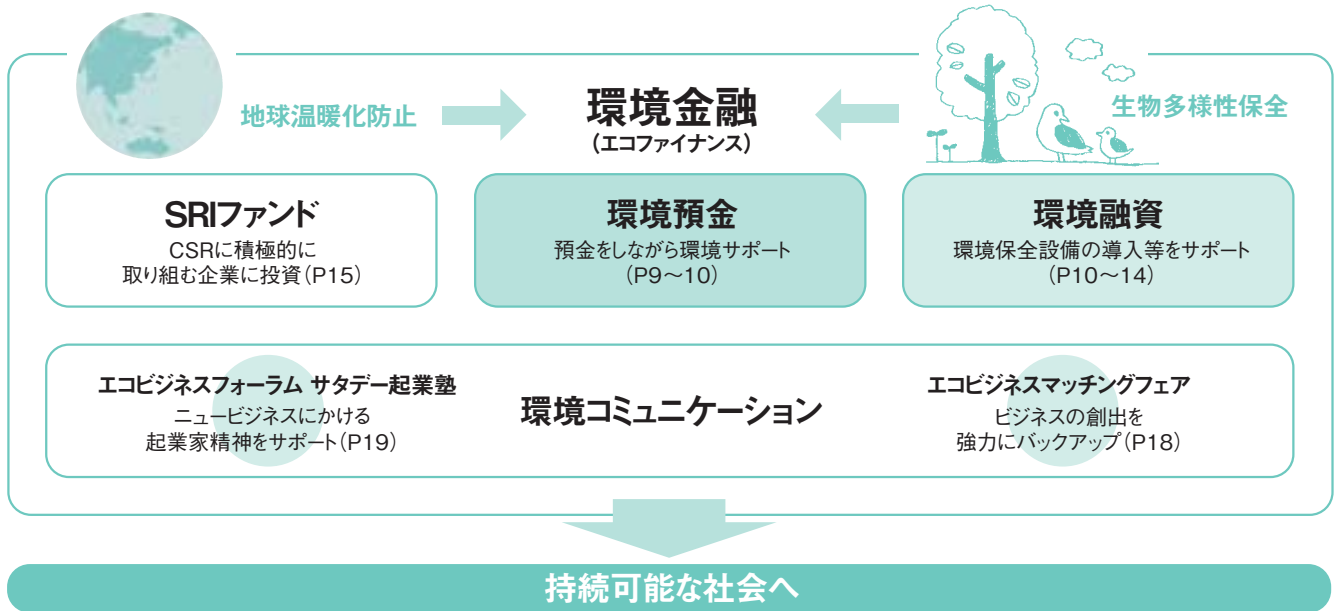 地球温暖化防止
環境金融
(エコファイナンス)
生物多様性保全
SRIファンド
CSRに積極的に
取り組む企業に投資(P15)
環境預金
預金をしながら環境サポート
(P9～10)
環境融資
環境保全設備の導入等をサポート
(P10～14)
エコビジネスフォーラム サタデー起業塾
ニュービジネスにかける
起業家精神をサポート(P19)
環境コミュニケーション
エコビジネスマッチングフェア
ビジネスの創出を
強力にバックアップ(P18)
持続可能な社会へ